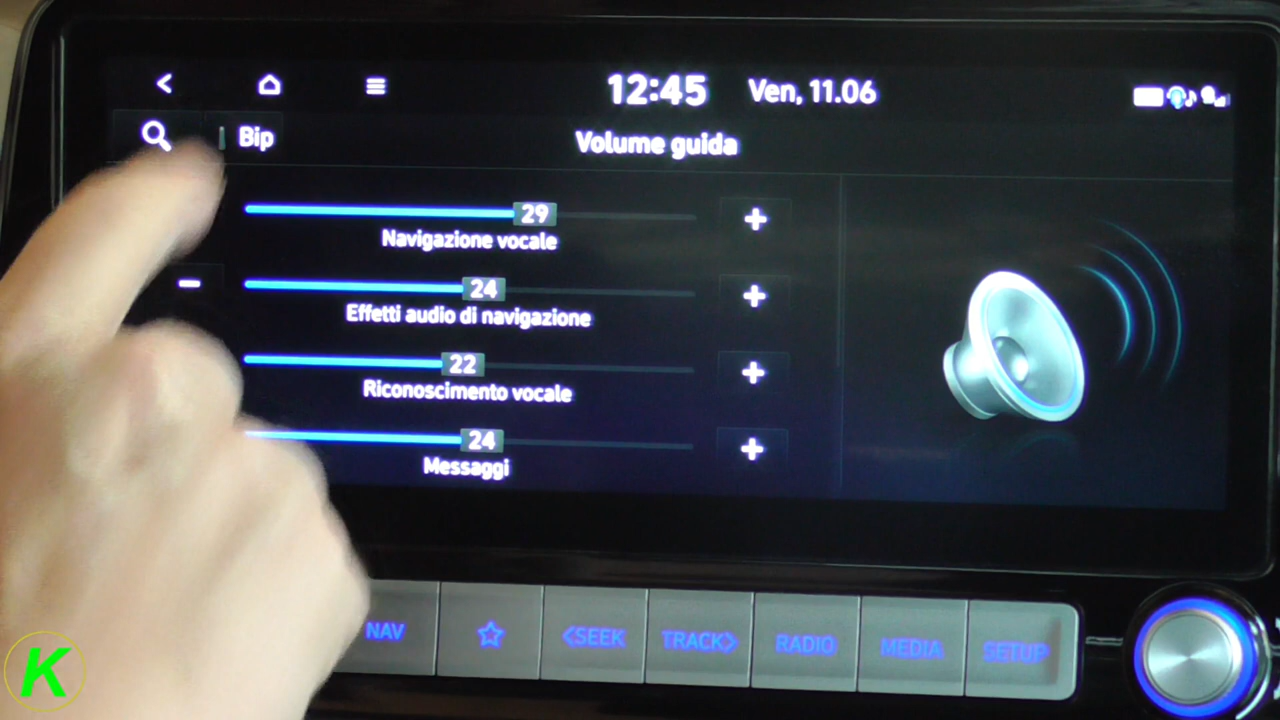 12:45 Ven, 11.06
Bip Volume guida
29
Navigazione vocale
24
Effetti audio di navigazione
22
Riconoscimento vocale
24
Messaggi
NAV <SEEK TRACK> RADIO MEDIA SETUP
K